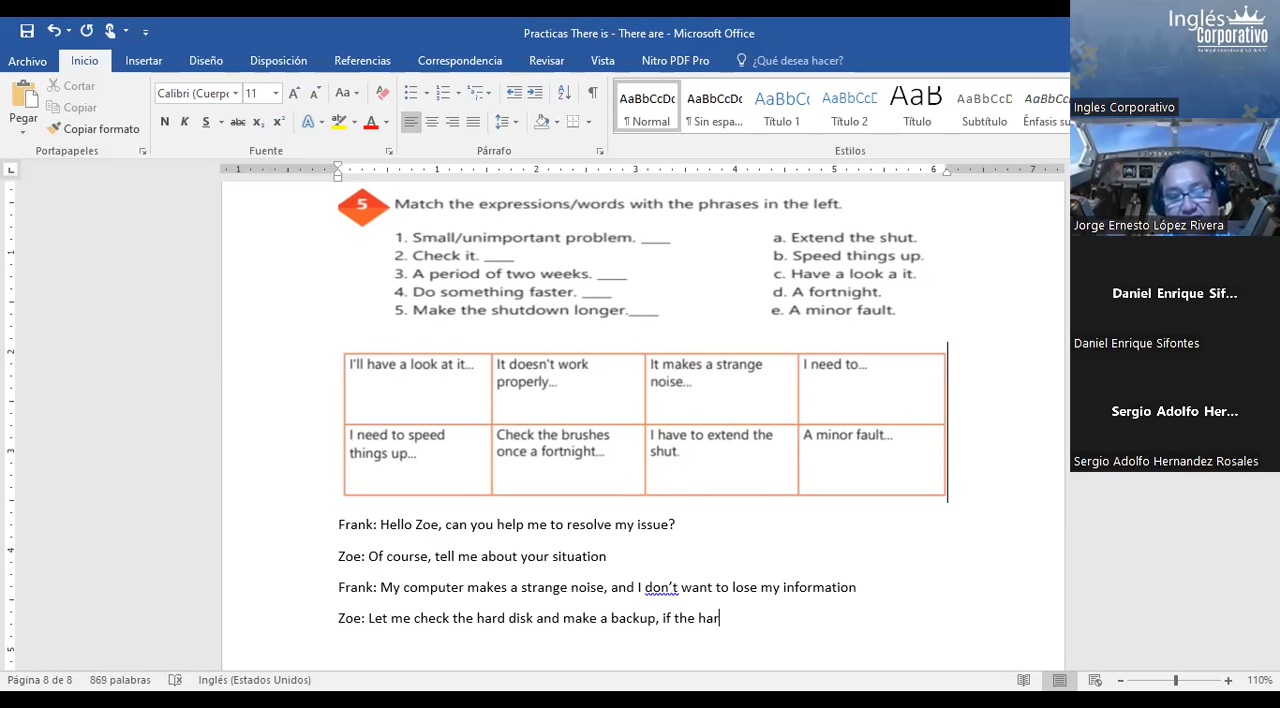 Practicas There is - There are - Microsoft Office
Archivo Inicio Insertar Diseño Disposición Referencias Correspondencia Revisar Vista Nitro PDF Pro ¿Qué desea hacer?
Pegar
Cortar
Copiar
Copiar formato
Portapapeles
Calibri (Cuerpo 11
Fuente
Párrafo
AaBbCcDc AaBbCcDc AaBbCc AaBbCcD AaB AaBbCcD AaBbCcD
¶ Normal ¶ Sin espa... Título 1 Título 2 Título Subtítulo Énfasis su
Estilos
5 Match the expressions/words with the phrases in the left.
1. Small/unimportant problem. ____ a. Extend the shut.
2. Check it. ____ b. Speed things up.
3. A period of two weeks. ____ c. Have a look a it.
4. Do something faster. ____ d. A fortnight.
5. Make the shutdown longer.____ e. A minor fault.
I'll have a look at it...
It doesn't work
properly...
It makes a strange
noise...
I need to...
I need to speed
things up...
Check the brushes
once a fortnight...
I have to extend the
shut.
A minor fault...
Frank: Hello Zoe, can you help me to resolve my issue?
Zoe: Of course, tell me about your situation
Frank: My computer makes a strange noise, and I don't want to lose my information
Zoe: Let me check the hard disk and make a backup, if the har
Página 8 de 8 869 palabras Inglés (Estados Unidos) 110%
Inglés
Corporativo
Ingles Corporativo
Jorge Ernesto López Rivera
Daniel Enrique Sif...
Daniel Enrique Sifontes
Sergio Adolfo Her...
Sergio Adolfo Hernandez Rosales